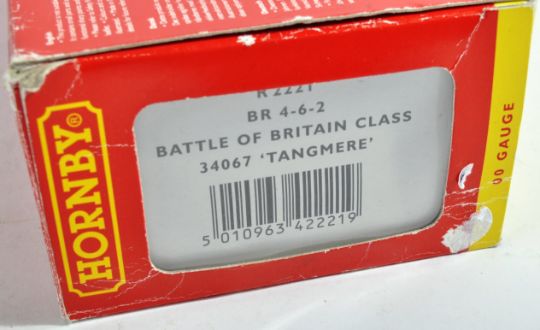 HORNBY®
R 2221
BR 4-6-2
BATTLE OF BRITAIN CLASS
34067 'TANGMERE'
5 010963 422219
00 GAUGE